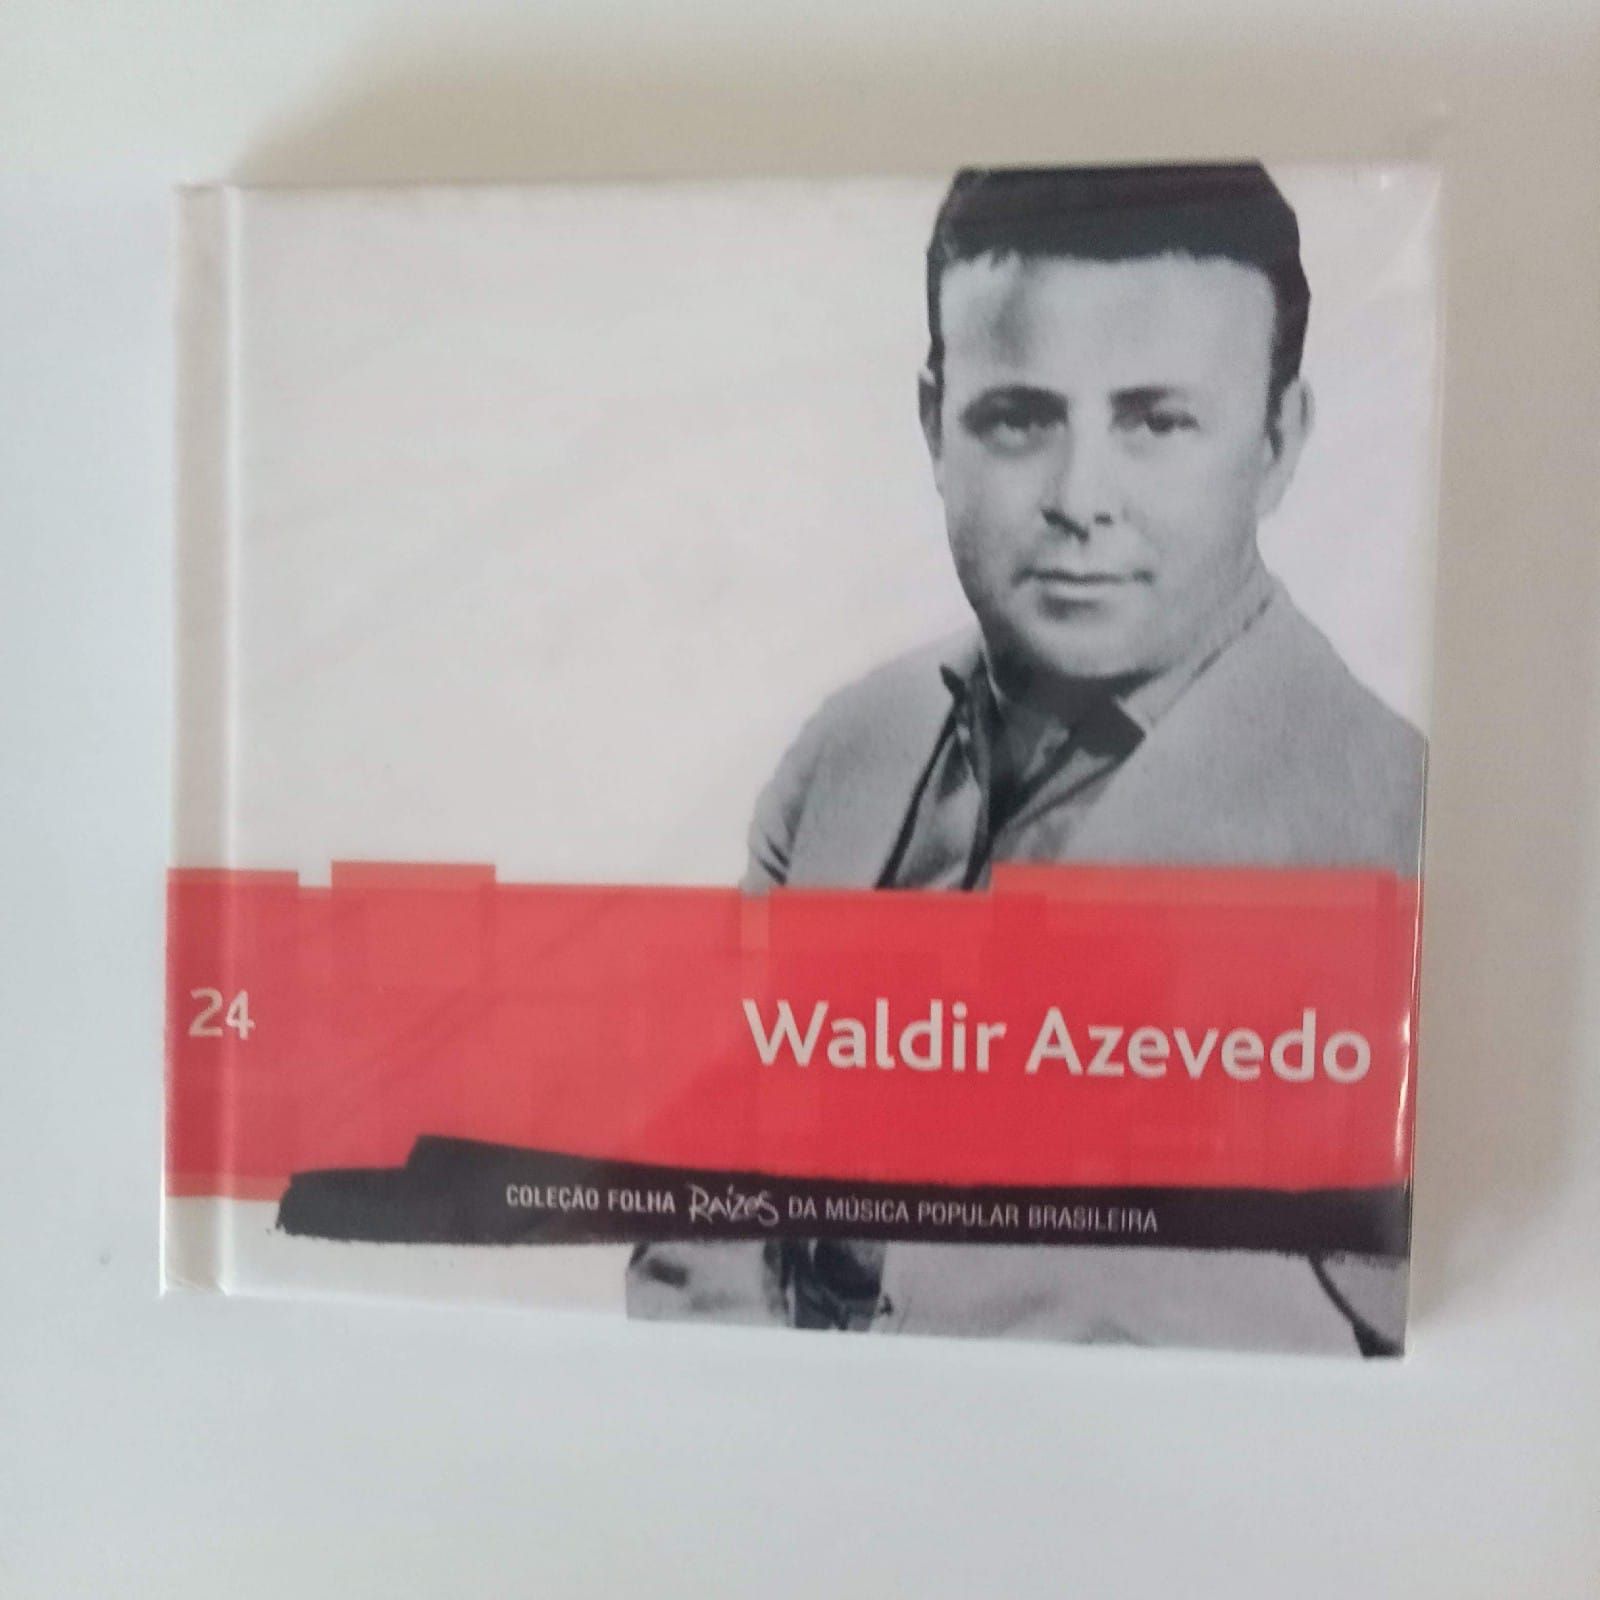 24
Waldir Azevedo
COLEÇÃO FOLHA RAÍZES DA MÚSICA POPULAR BRASILEIRA